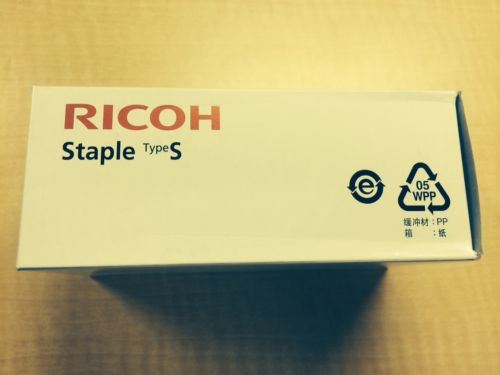 RICOH
Staple TypeS
e
05
WPP
缓冲材：PP
箱　：纸